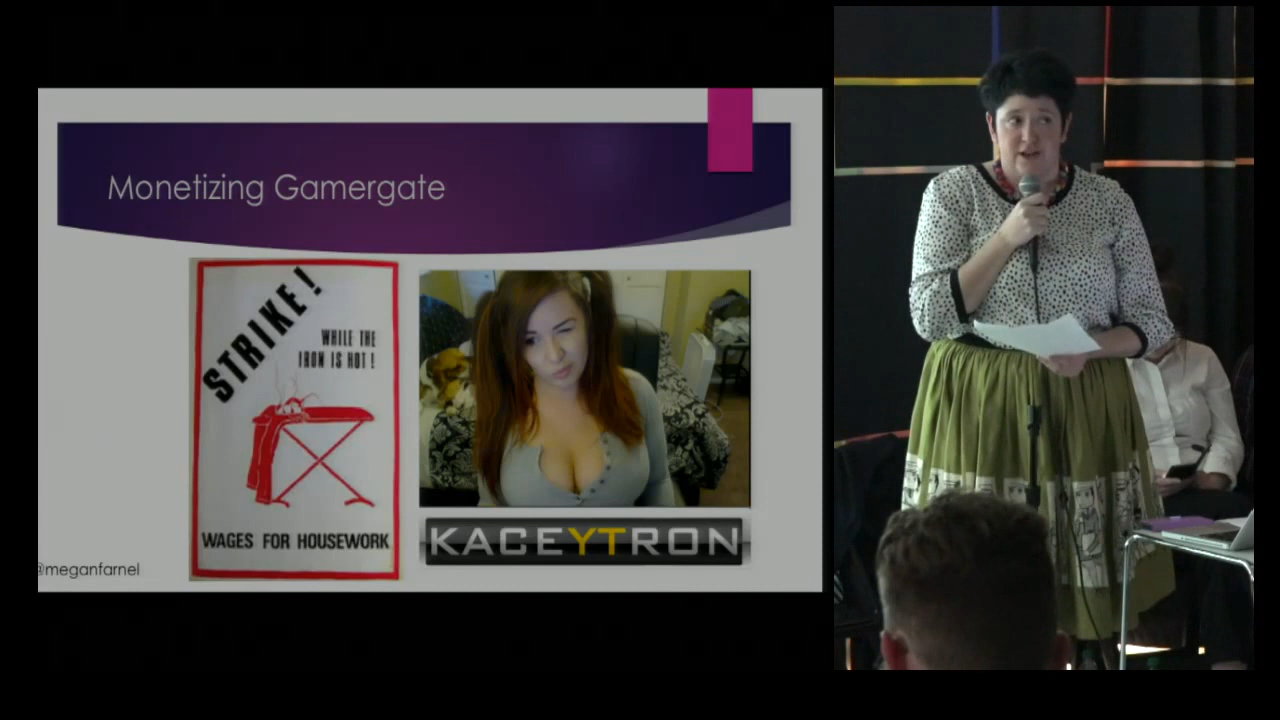 Monetizing Gamergate
STRIKE!
WHILE THE
IRON IS HOT!
WAGES FOR HOUSEWORK
KACEYTRON
@meganfarnel